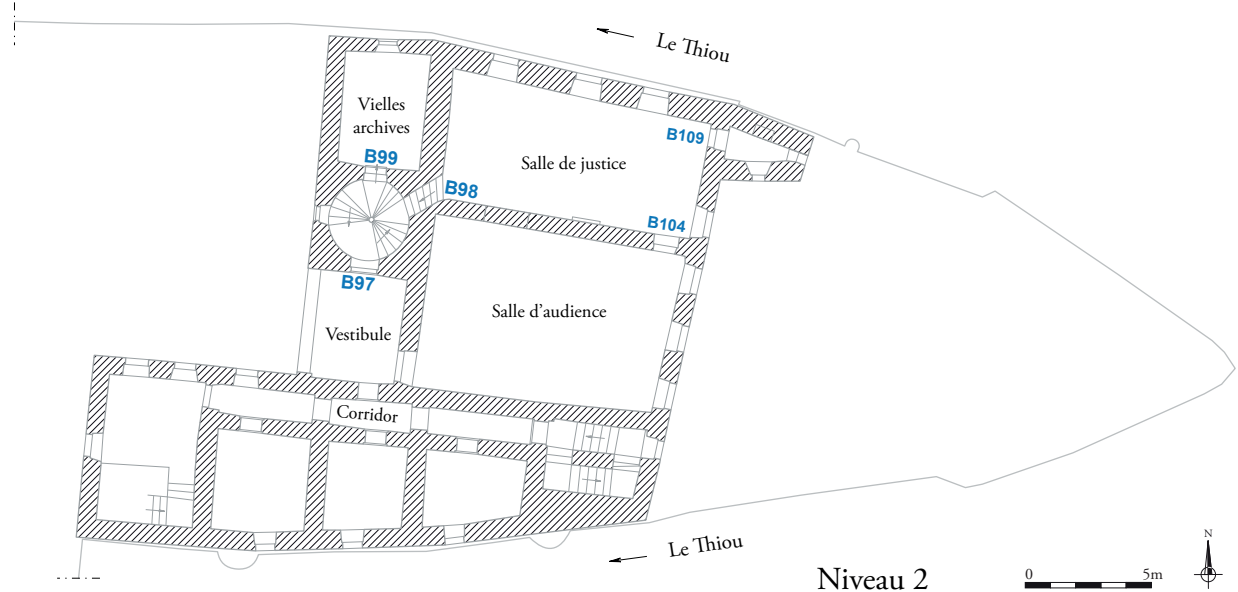 Le Thiou
Vielles
archives
B99
B98
Salle de justice
B109
B104
B97
Salle d'audience
Vestibule
Corridor
Le Thiou
Niveau 2
0 5m
N